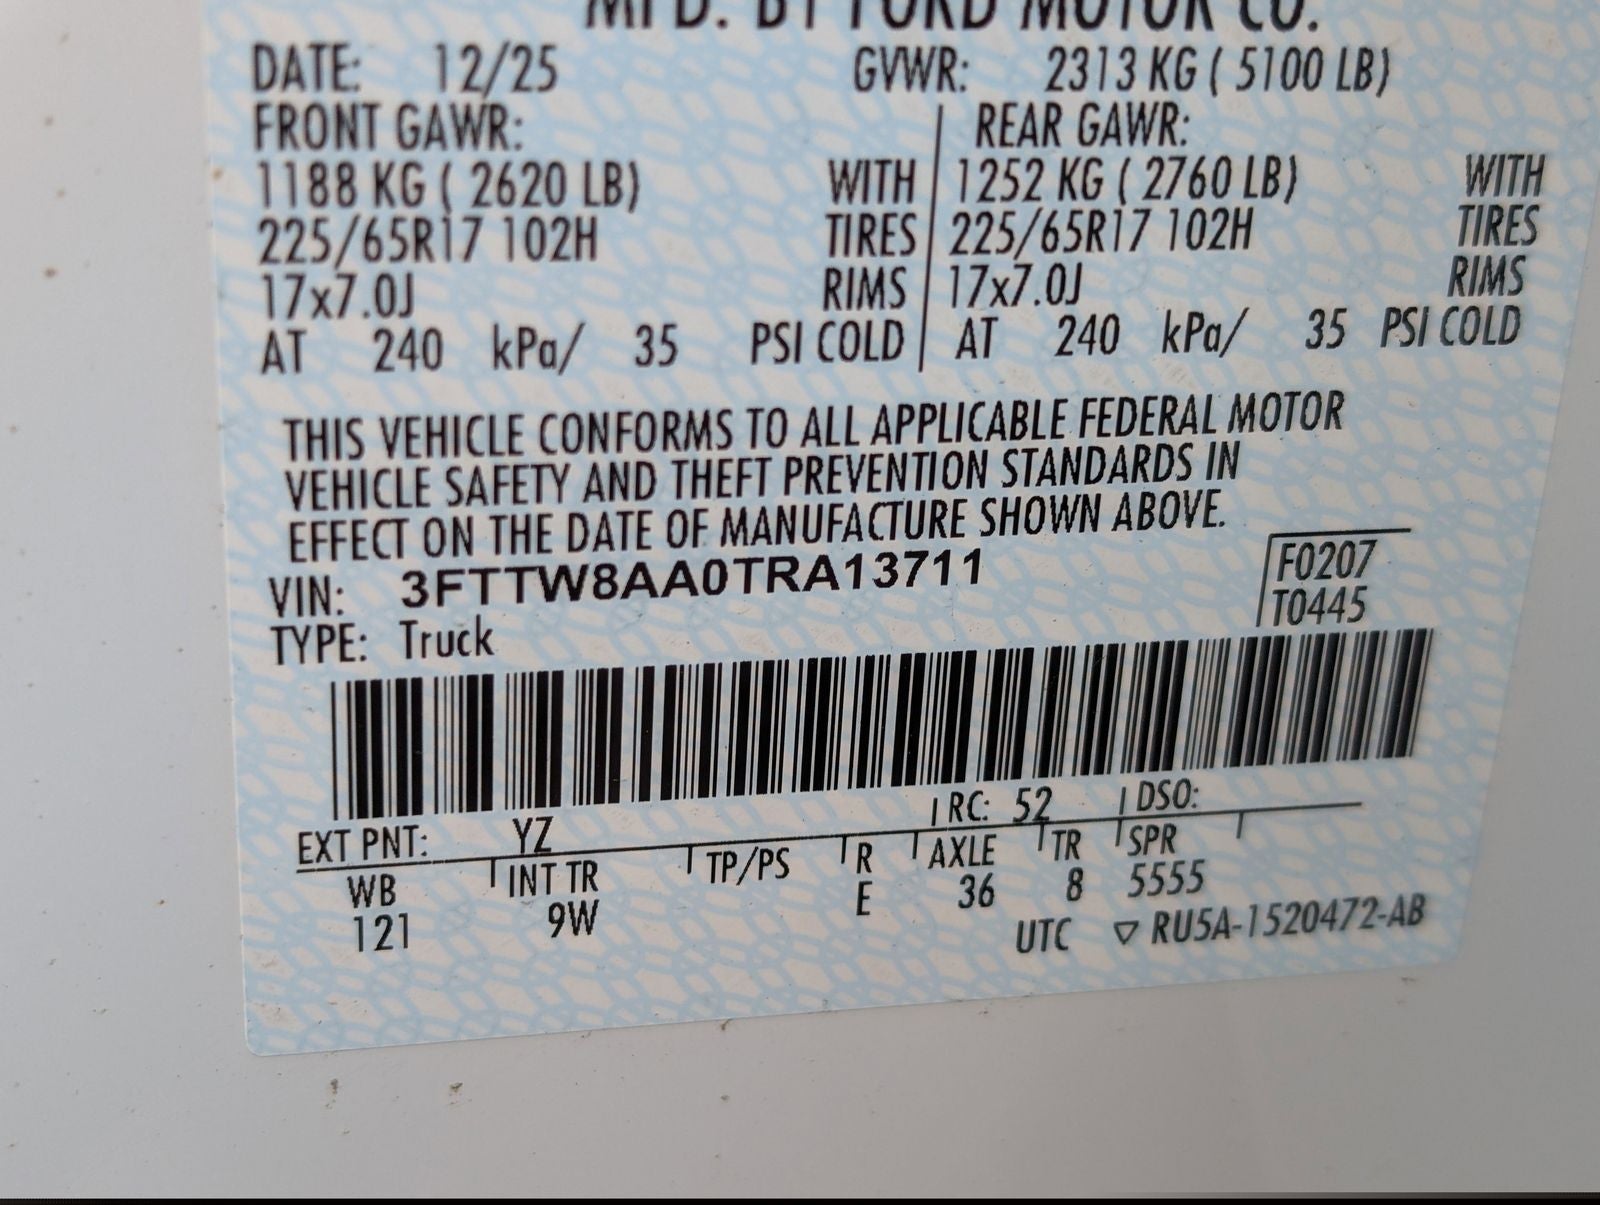 MFD. BY FORD MOTOR CO.
DATE: 12/25 GVWR: 2313 KG ( 5100 LB)
FRONT GAWR: REAR GAWR:
1188 KG ( 2620 LB) WITH 1252 KG ( 2760 LB) WITH
225/65R17 102H TIRES 225/65R17 102H TIRES
17x7.0J RIMS 17x7.0J RIMS
AT 240 kPa/ 35 PSI COLD AT 240 kPa/ 35 PSI COLD
THIS VEHICLE CONFORMS TO ALL APPLICABLE FEDERAL MOTOR
VEHICLE SAFETY AND THEFT PREVENTION STANDARDS IN
EFFECT ON THE DATE OF MANUFACTURE SHOWN ABOVE.
VIN: 3FTTW8AA0TRA13711 F0207
TYPE: Truck T0445
EXT PNT: YZ RC: 52 DSO:
WB INT TR TP/PS R AXLE TR SPR
121 9W E 36 8 5555
UTC ▽ RU5A-1520472-AB